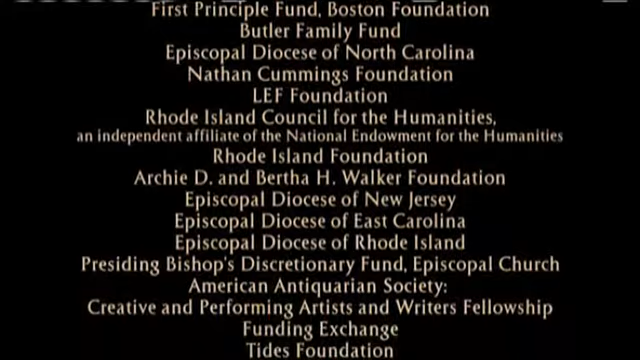 First Principle Fund, Boston Foundation
Butler Family Fund
Episcopal Diocese of North Carolina
Nathan Cummings Foundation
LEF Foundation
Rhode Island Council for the Humanities,
an independent affiliate of the National Endowment for the Humanities
Rhode Island Foundation
Archie D. and Bertha H. Walker Foundation
Episcopal Diocese of New Jersey
Episcopal Diocese of East Carolina
Episcopal Diocese of Rhode Island
Presiding Bishop's Discretionary Fund, Episcopal Church
American Antiquarian Society:
Creative and Performing Artists and Writers Fellowship
Funding Exchange
Tides Foundation